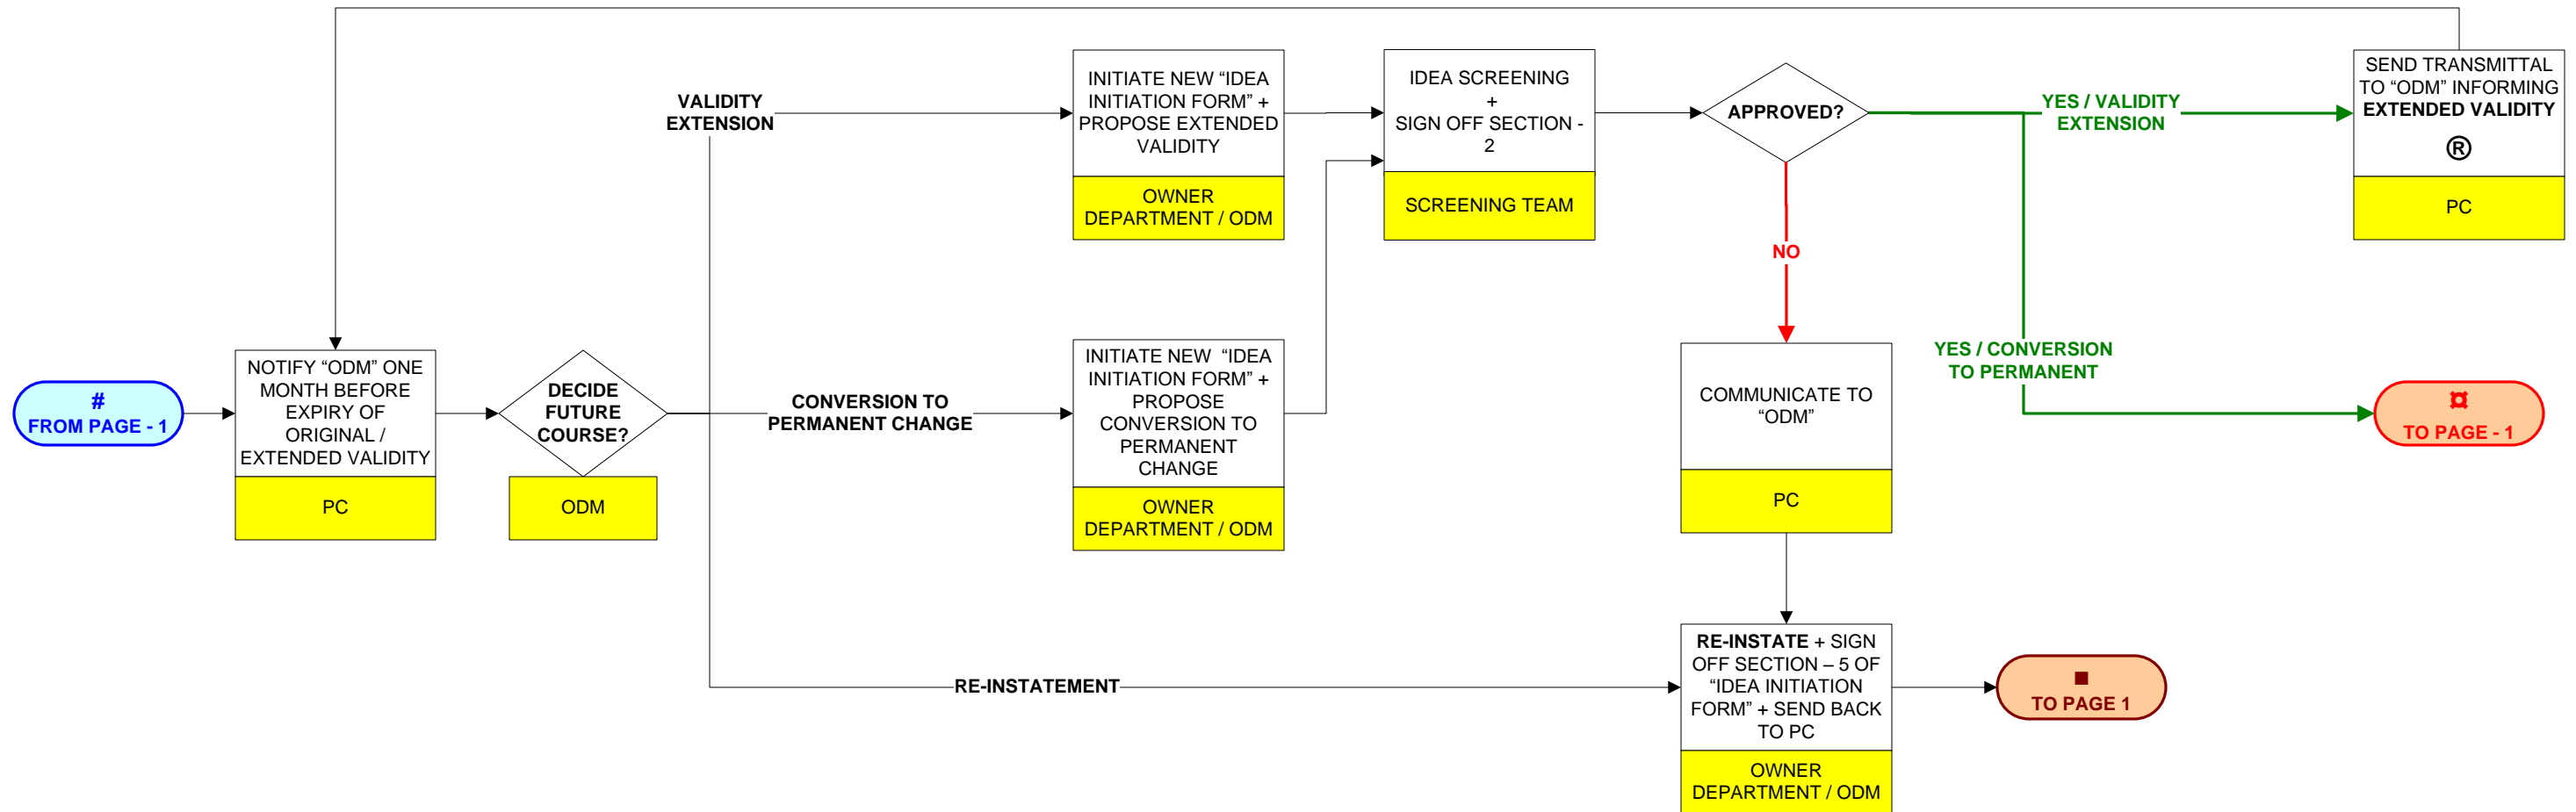 #
FROM PAGE - 1
NOTIFY “ODM” ONE
MONTH BEFORE
EXPIRY OF
ORIGINAL /
EXTENDED VALIDITY
PC
DECIDE
FUTURE
COURSE?
ODM
VALIDITY
EXTENSION
INITIATE NEW “IDEA
INITIATION FORM” +
PROPOSE EXTENDED
VALIDITY
OWNER
DEPARTMENT / ODM
CONVERSION TO
PERMANENT CHANGE
INITIATE NEW “IDEA
INITIATION FORM” +
PROPOSE
CONVERSION TO
PERMANENT
CHANGE
OWNER
DEPARTMENT / ODM
RE-INSTATEMENT
IDEA SCREENING
+
SIGN OFF SECTION -
2
SCREENING TEAM
APPROVED?
YES / VALIDITY
EXTENSION
SEND TRANSMITTAL
TO “ODM” INFORMING
EXTENDED VALIDITY
®
PC
NO
YES / CONVERSION
TO PERMANENT
¤
TO PAGE - 1
COMMUNICATE TO
“ODM”
PC
RE-INSTATE + SIGN
OFF SECTION – 5 OF
“IDEA INITIATION
FORM” + SEND BACK
TO PC
OWNER
DEPARTMENT / ODM
■
TO PAGE 1